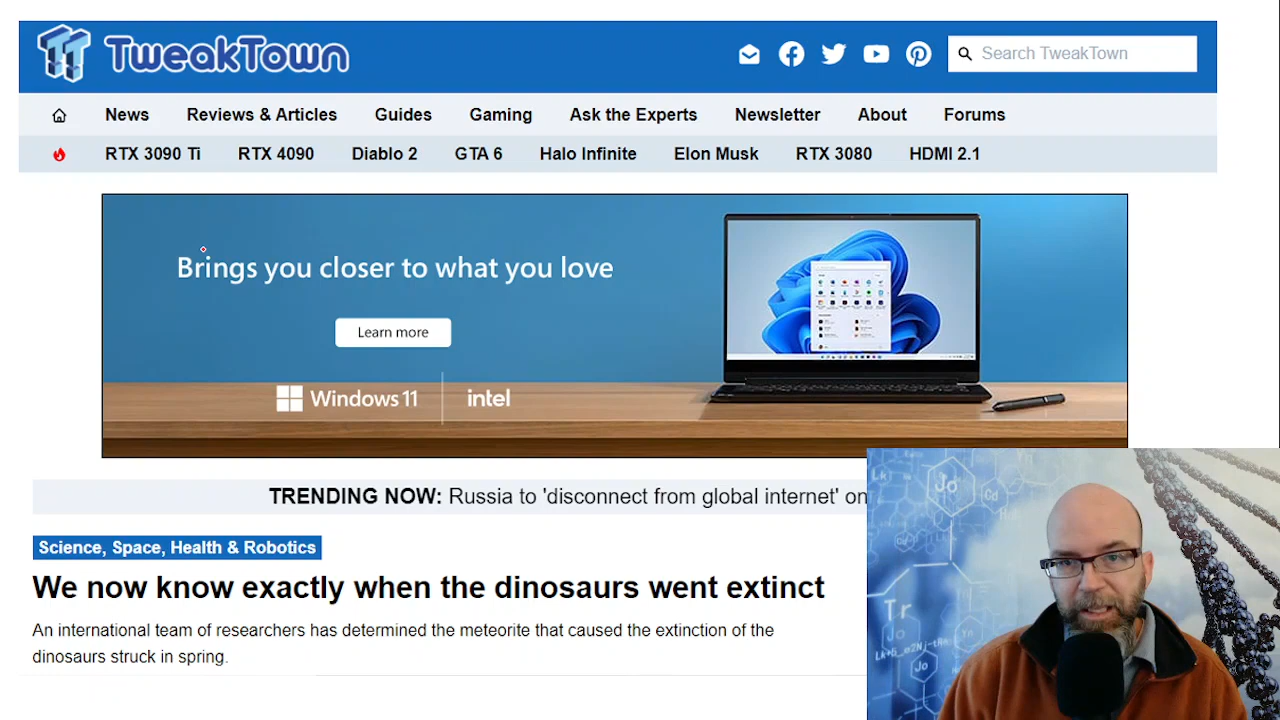 TweakTown
Search TweakTown
News Reviews & Articles Guides Gaming Ask the Experts Newsletter About Forums
RTX 3090 Ti RTX 4090 Diablo 2 GTA 6 Halo Infinite Elon Musk RTX 3080 HDMI 2.1
Brings you closer to what you love
Learn more
Windows 11 intel
TRENDING NOW: Russia to 'disconnect from global internet' on
Science, Space, Health & Robotics
We now know exactly when the dinosaurs went extinct
An international team of researchers has determined the meteorite that caused the extinction of the
dinosaurs struck in spring.
Jo
Cd
Tr
Jo